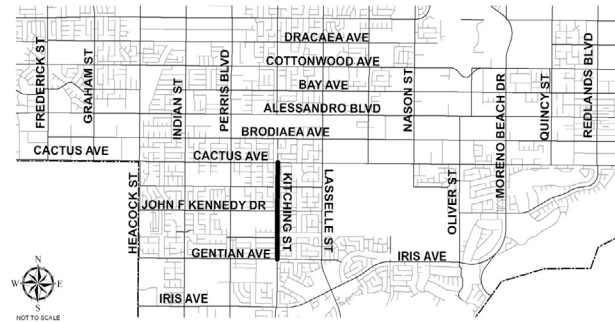 DRACAEA AVE
COTTONWOOD AVE
BAY AVE
ALESSANDRO BLVD
BRODIAEA AVE
CACTUS AVE
CACTUS AVE
JOHN F KENNEDY DR
GENTIAN AVE
IRIS AVE
IRIS AVE
FREDERICK ST
GRAHAM ST
HEACOCK ST
INDIAN ST
PERRIS BLVD
KITCHING ST
LASSELLE ST
NASON ST
OLIVER ST
MORENO BEACH DR
QUINCY ST
REDLANDS BLVD
N
W E
S
NOT TO SCALE